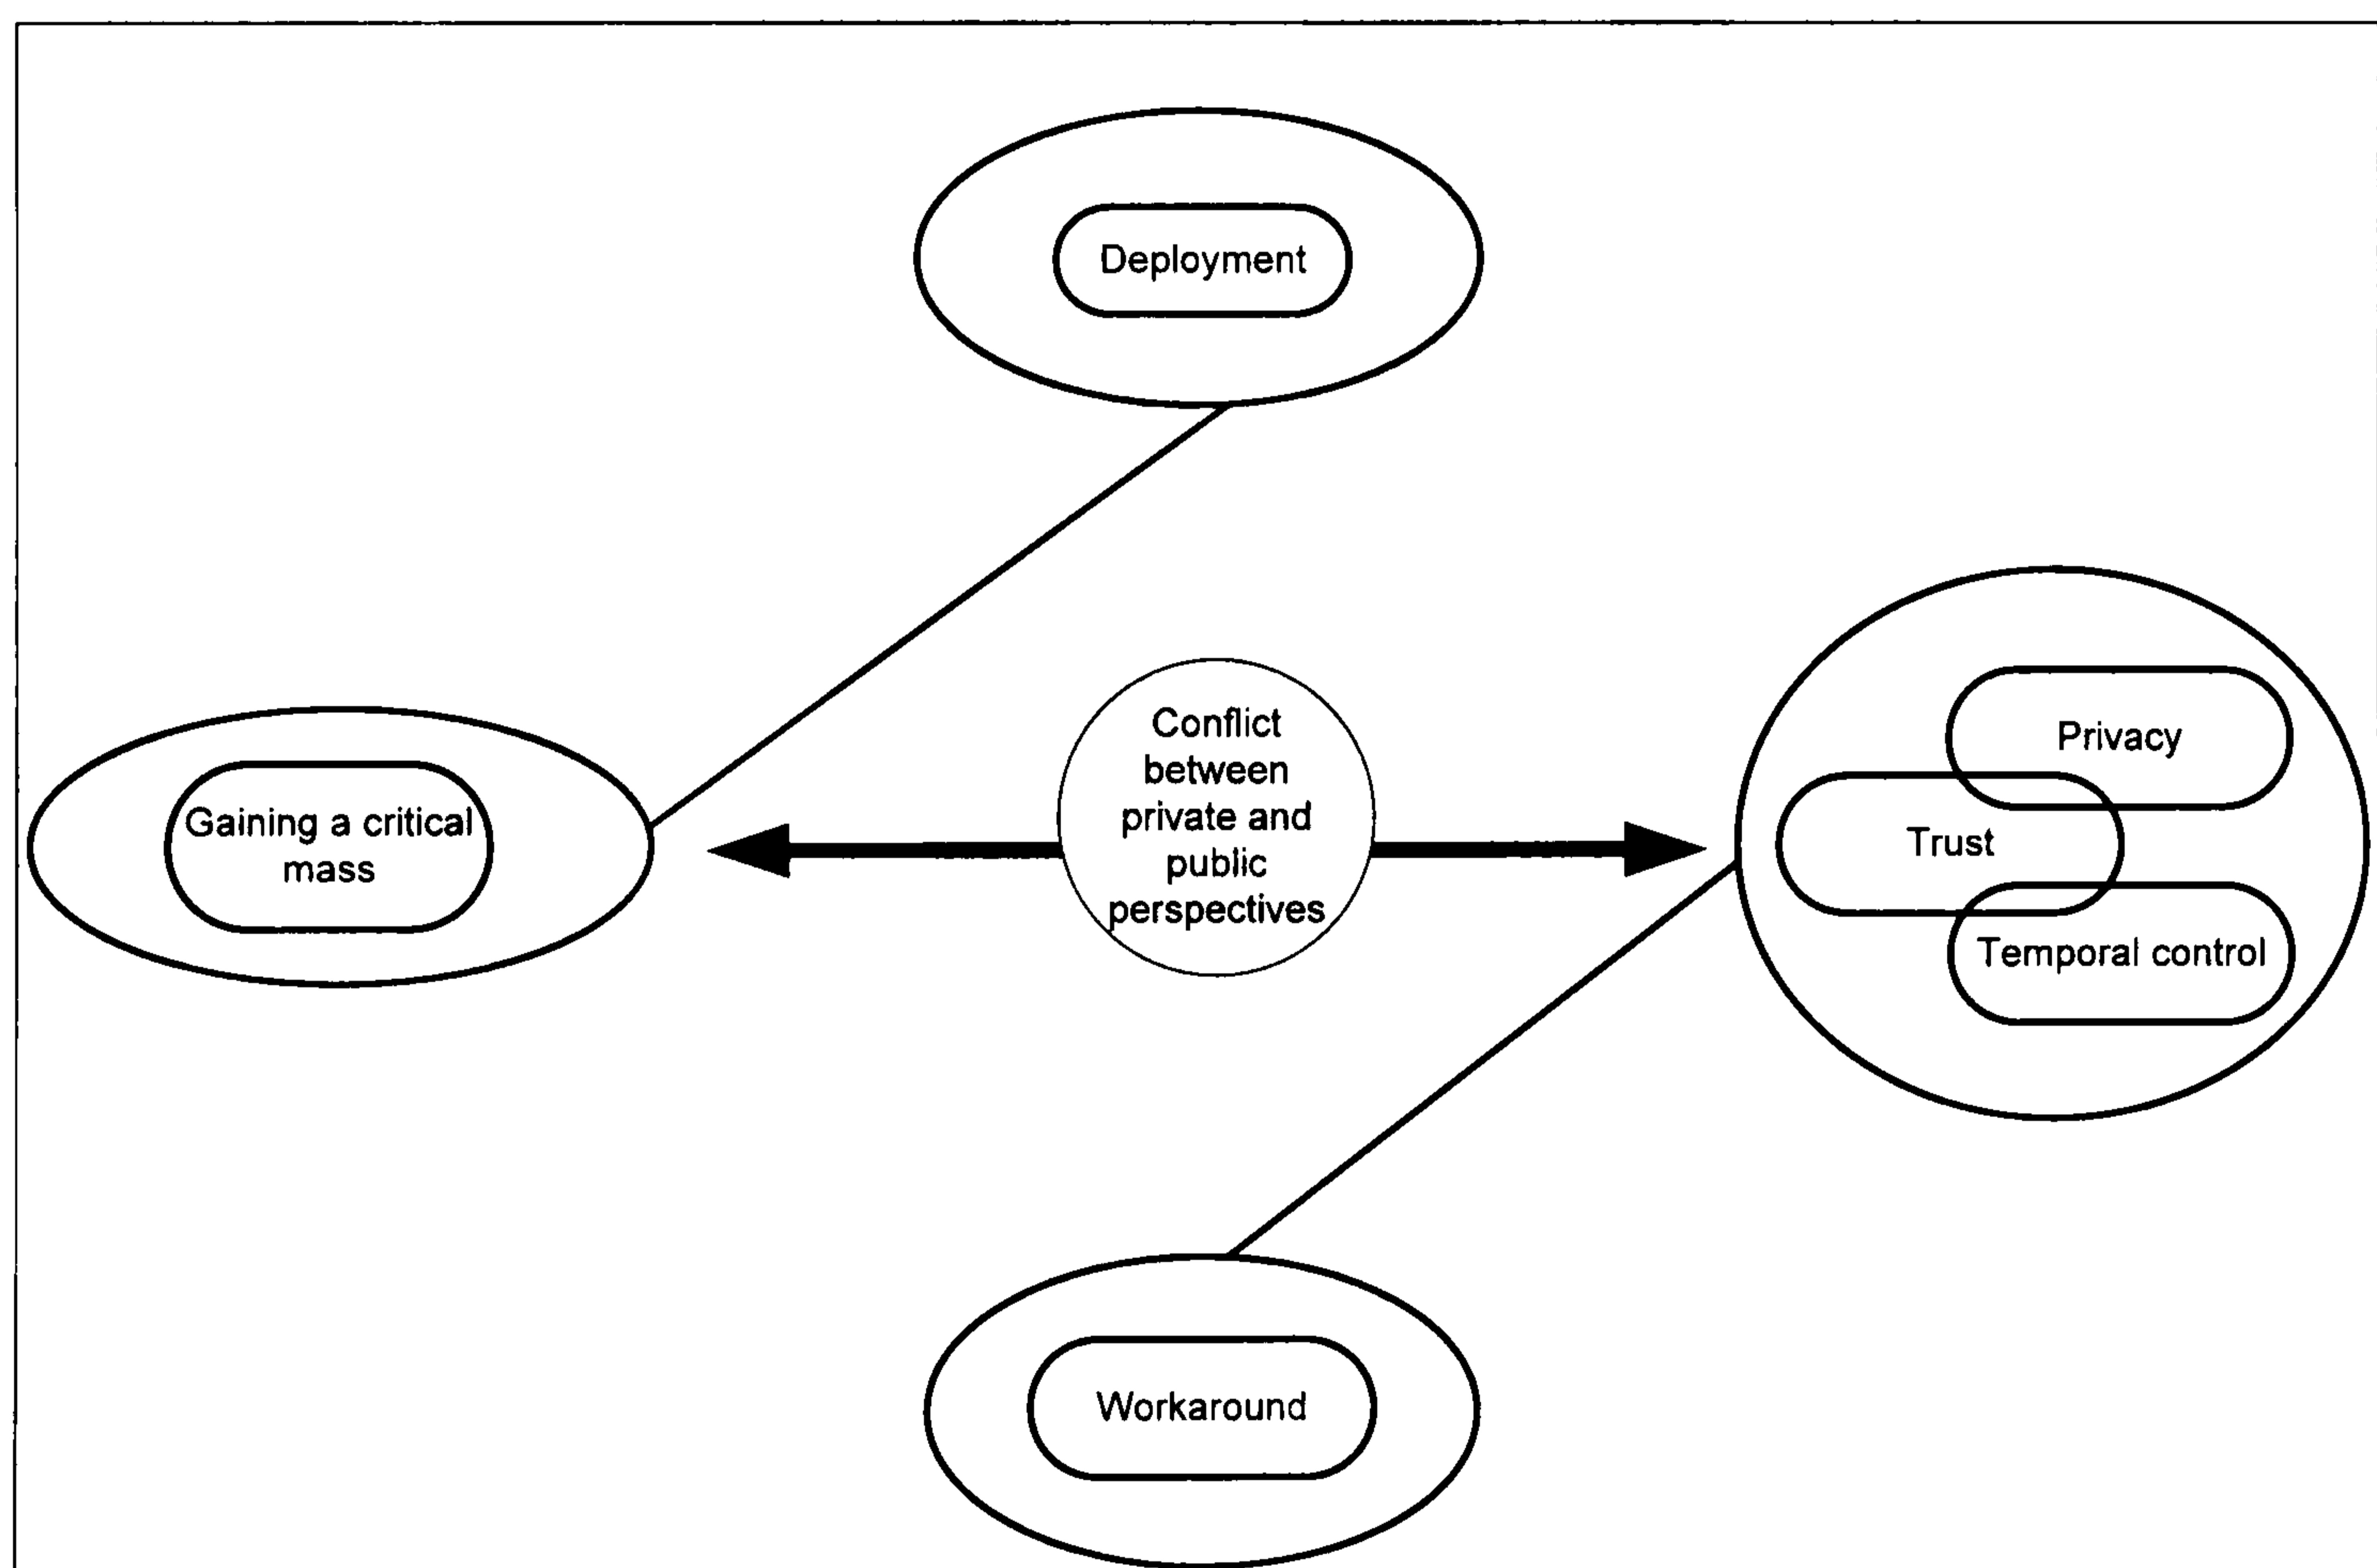 Deployment
Gaining a critical
mass
Conflict
between
private and
public
perspectives
Privacy
Trust
Temporal control
Workaround